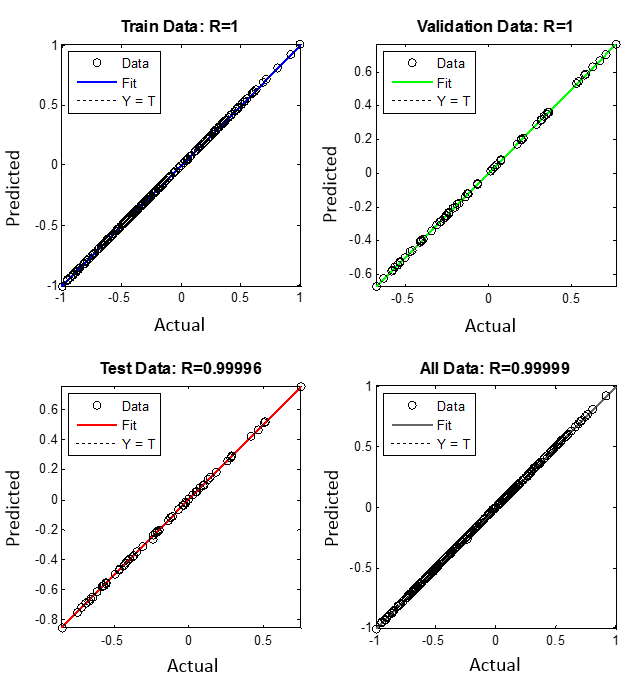 Train Data: R=1
1
0.5
0
-0.5
-1
-1
-0.5
0
0.5
1
Data
Fit
Y = T
Predicted
Actual
Validation Data: R=1
0.6
0.4
0.2
0
-0.2
-0.4
-0.6
-0.5
0
0.5
Data
Fit
Y = T
Predicted
Actual
Test Data: R=0.99996
0.6
0.4
0.2
0
-0.2
-0.4
-0.6
-0.8
-0.5
0
0.5
Data
Fit
Y = T
Predicted
Actual
All Data: R=0.99999
1
0.5
0
-0.5
-1
-1
-0.5
0
0.5
1
Data
Fit
Y = T
Predicted
Actual